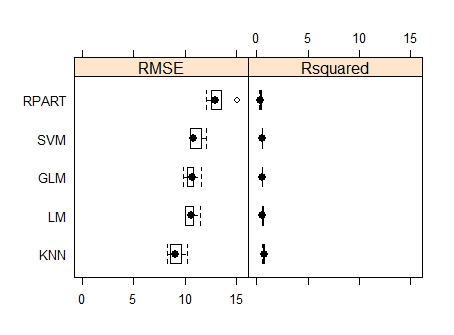 0 5 10 15
RMSE Rsquared
RPART
SVM
GLM
LM
KNN
0 5 10 15